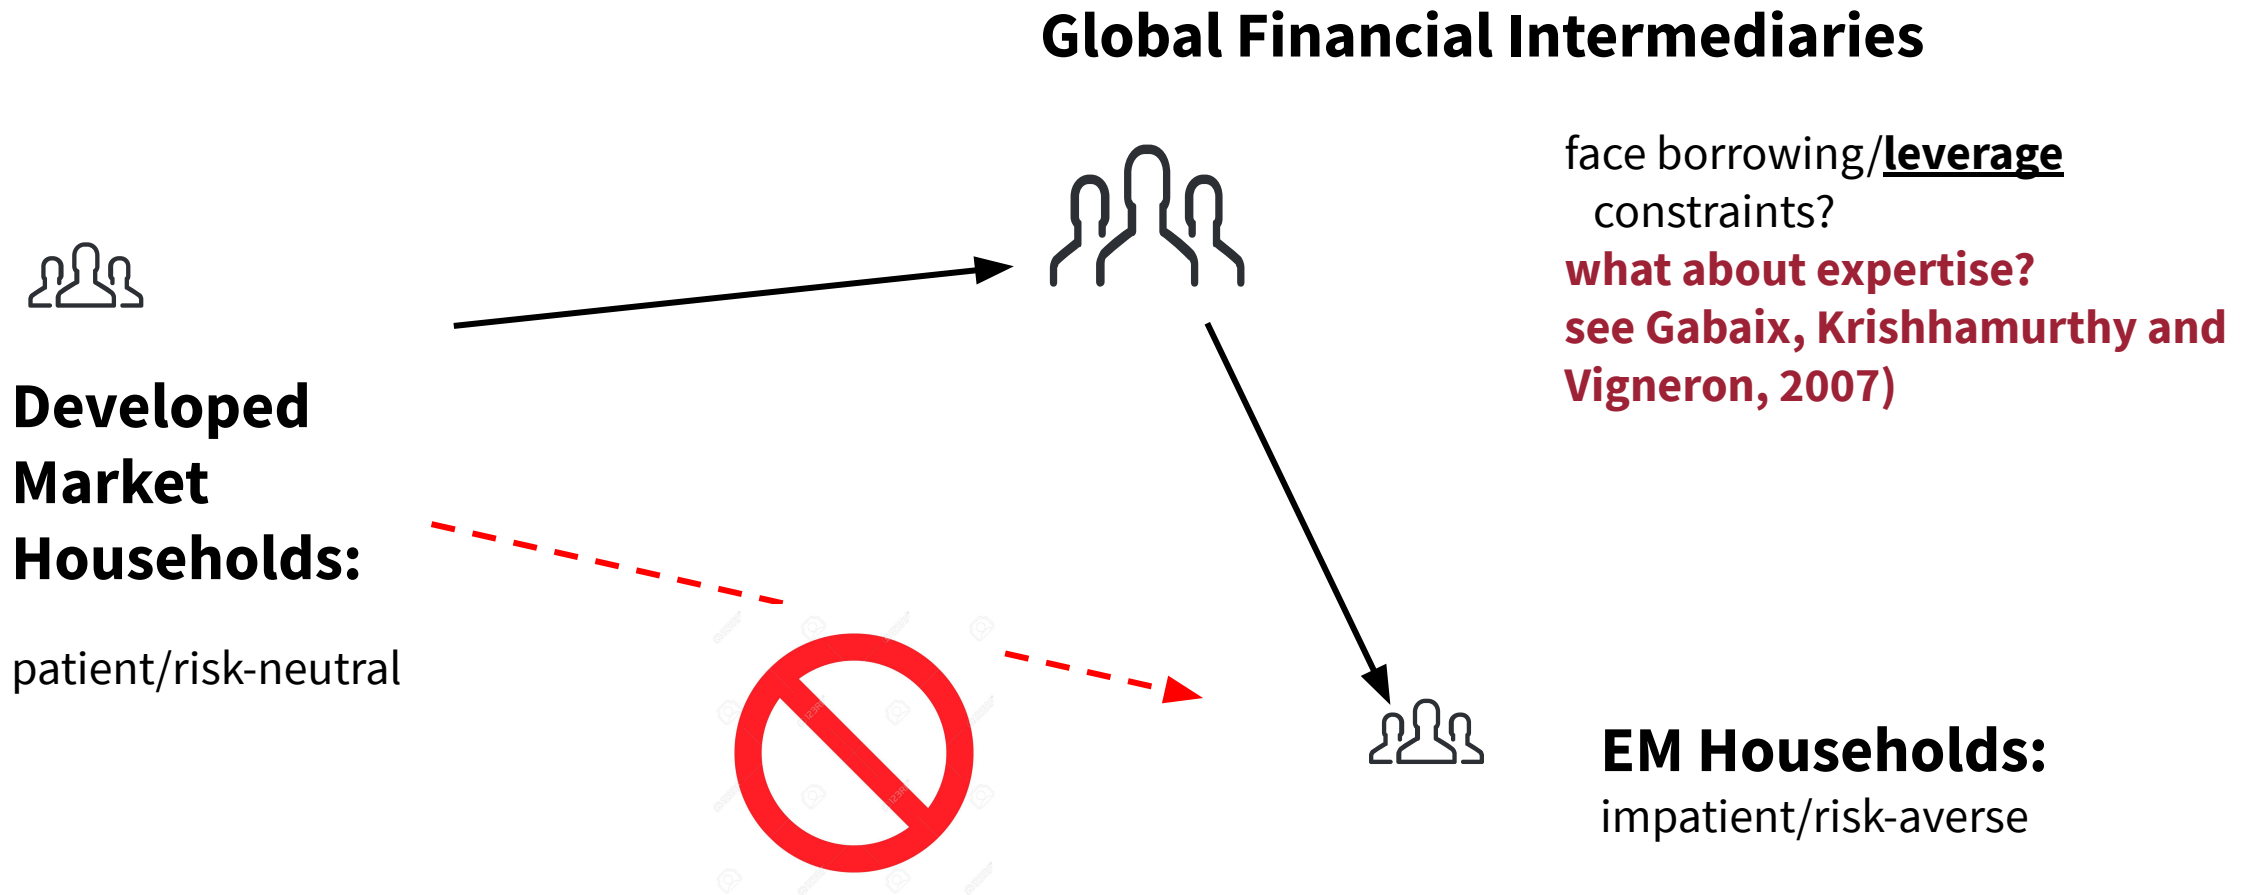 Global Financial Intermediaries
face borrowing/leverage
constraints?
what about expertise?
see Gabaix, Krishhamurthy and
Vigneron, 2007)
Developed
Market
Households:
patient/risk-neutral
EM Households:
impatient/risk-averse